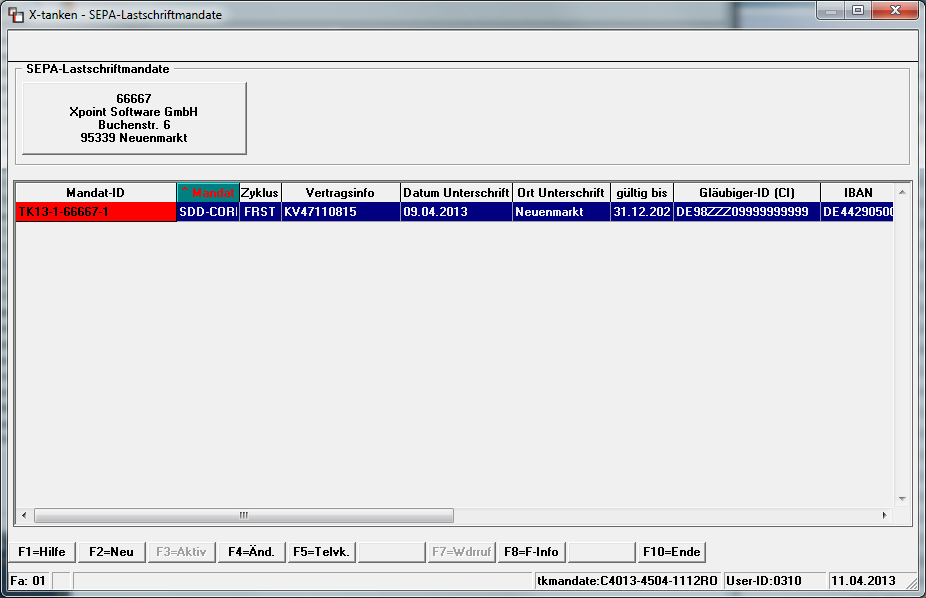 X-tanken - SEPA-Lastschriftmandate
SEPA-Lastschriftmandate
66667
Xpoint Software GmbH
Buchenstr. 6
95339 Neuenmarkt
Mandat-ID ^ Mandat Zyklus Vertragsinfo Datum Unterschrift Ort Unterschrift gültig bis Gläubiger-ID (CI) IBAN
TK13-1-66667-1 SDD-CORI FRST KV47110815 09.04.2013 Neuenmarkt 31.12.202 DE98ZZZ09999999999 DE44290500
F1=Hilfe F2=Neu F3=Aktiv F4=Änd. F5=Telvk. F7=Wdrruf F8=F-Info F10=Ende
Fa: 01 tkmandate:C4013-4504-1112RO User-ID:0310 11.04.2013